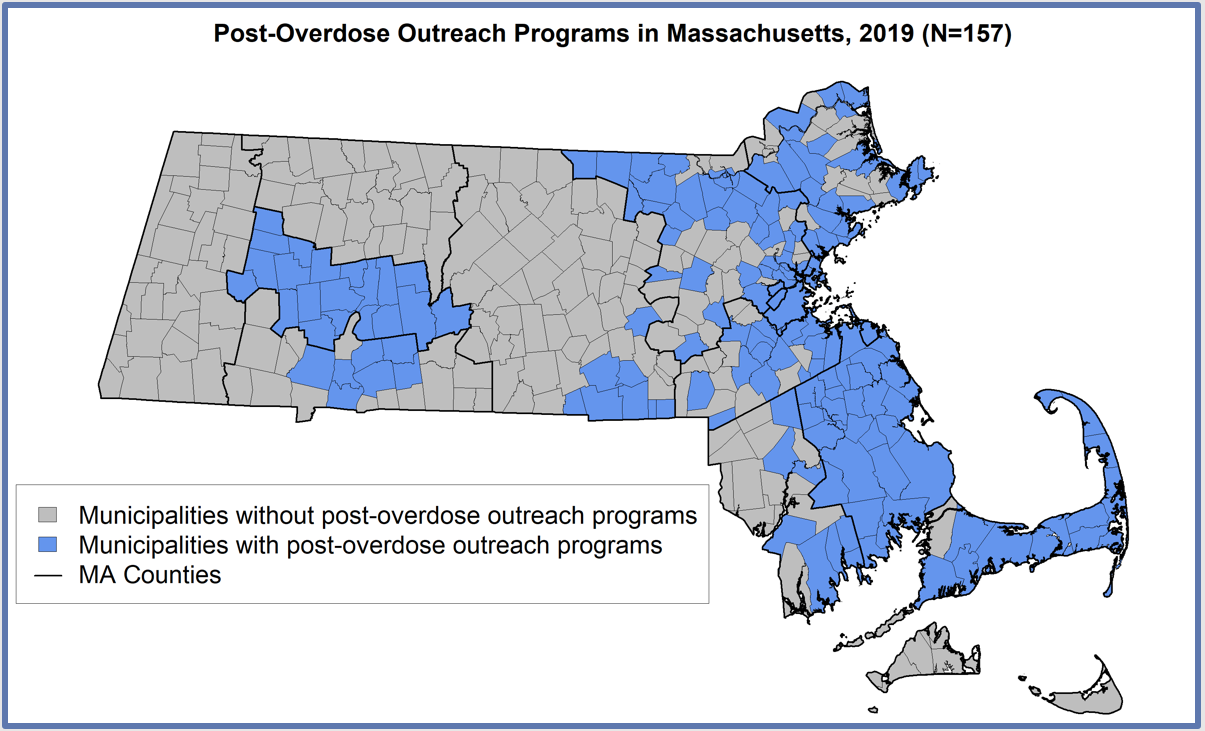 Post-Overdose Outreach Programs in Massachusetts, 2019 (N=157)
Municipalities without post-ovedose outreach programs
Municipalities with post-overdose outreach programs
MA Counties